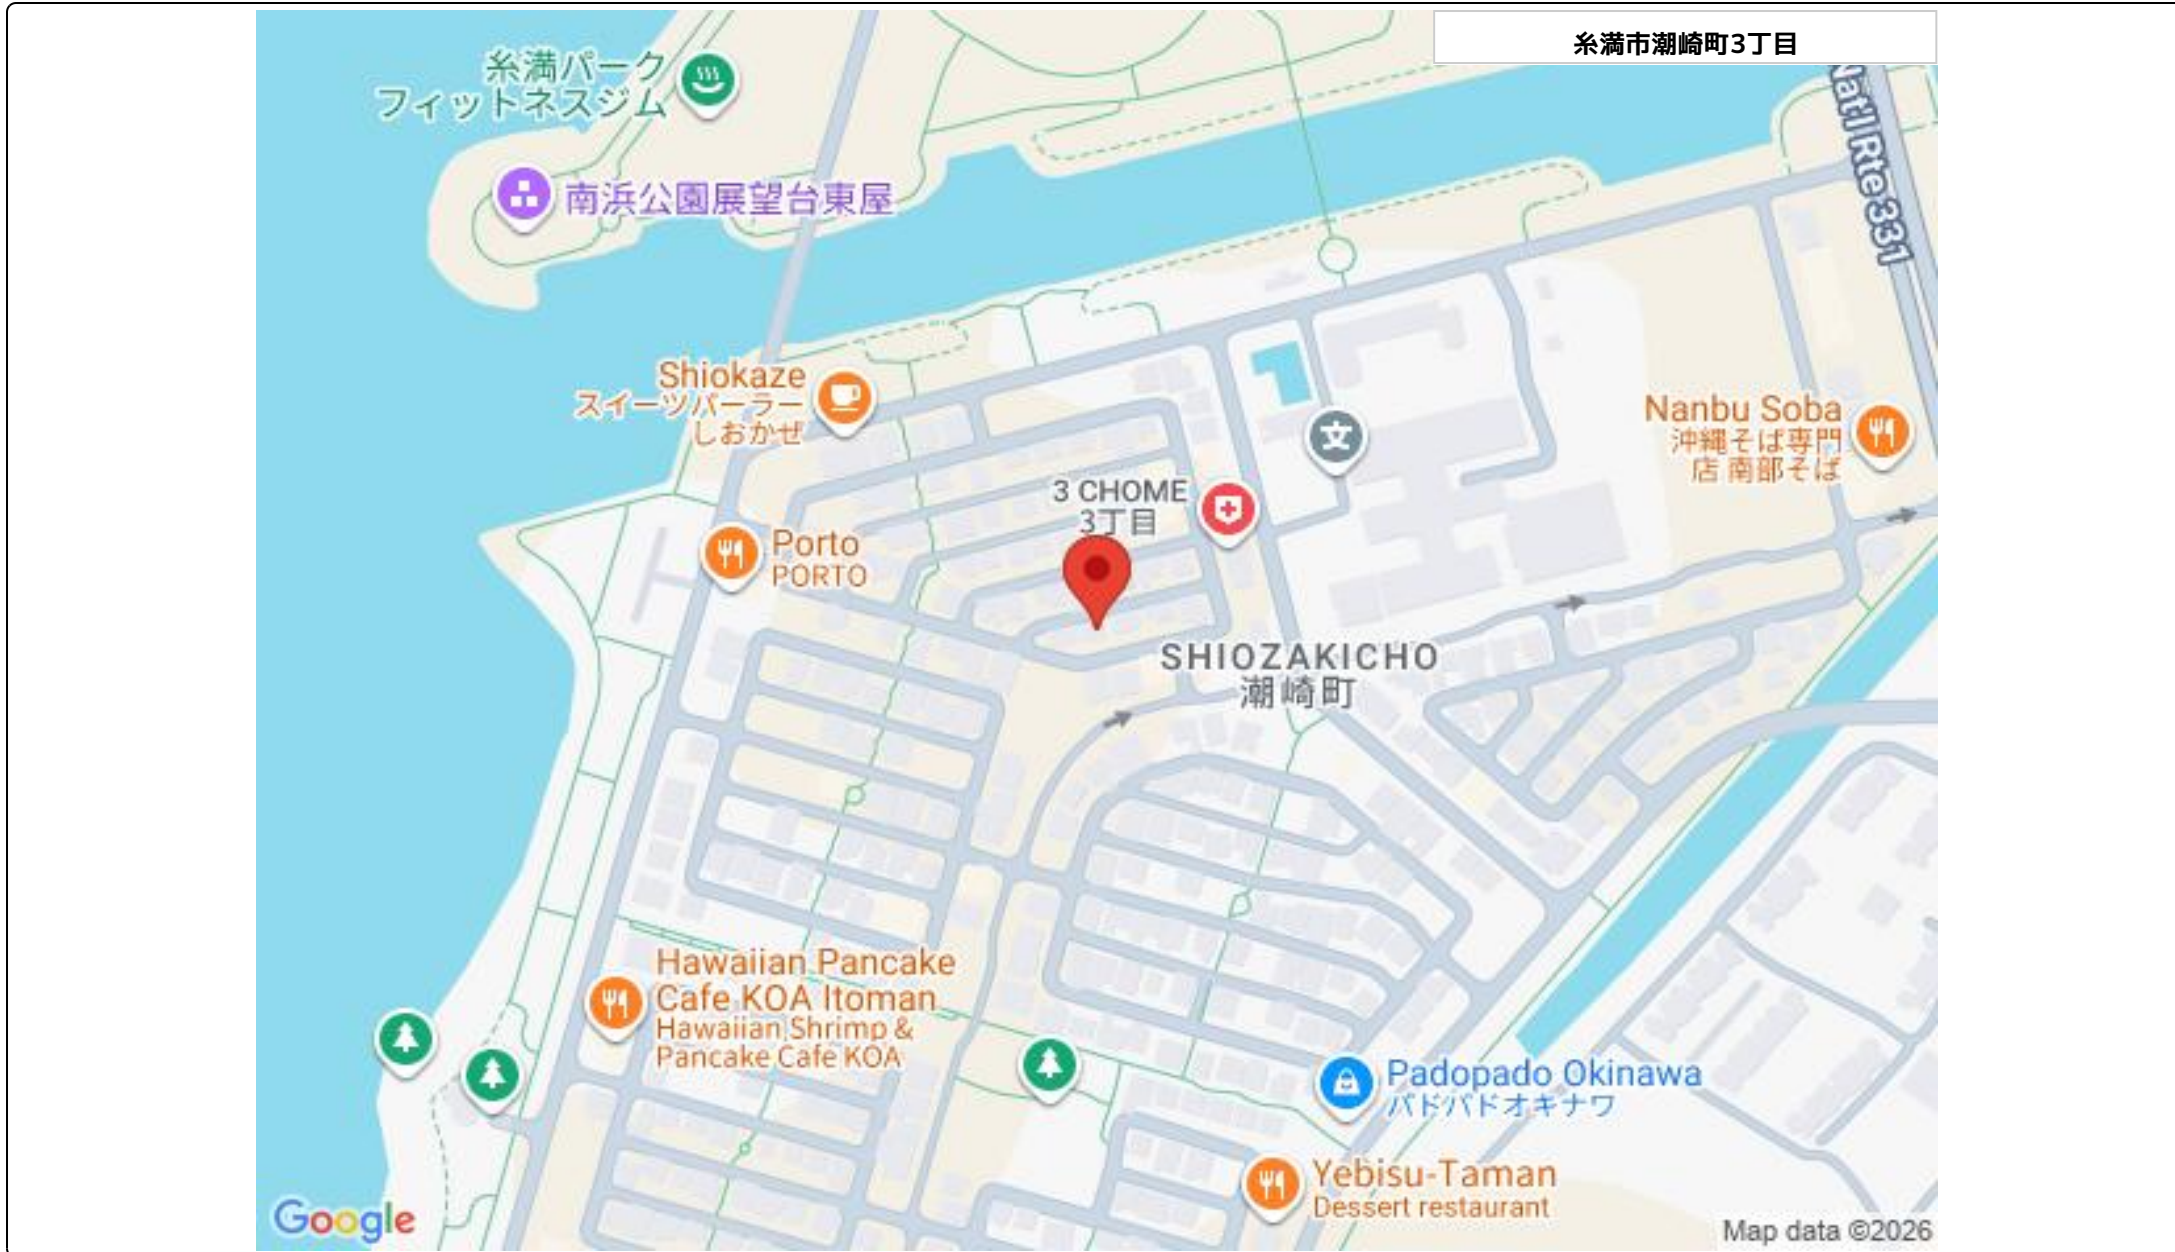 糸満市潮崎町3丁目
糸満パーク
フィットネスジム
Nat'l Rte 331
南浜公園展望台東屋
Shiokaze
スイーツパーラー
しおかぜ
Nanbu Soba
沖縄そば専門
店 南部そば
文
3 CHOME
3丁目
Porto
PORTO
SHIOZAKICHO
潮崎町
Hawaiian Pancake
Cafe KOA Itoman
Hawaiian Shrimp &
Pancake Cafe KOA
Padopado Okinawa
パドパドオキナワ
Yebisu-Taman
Dessert restaurant
Google
Map data ©2026